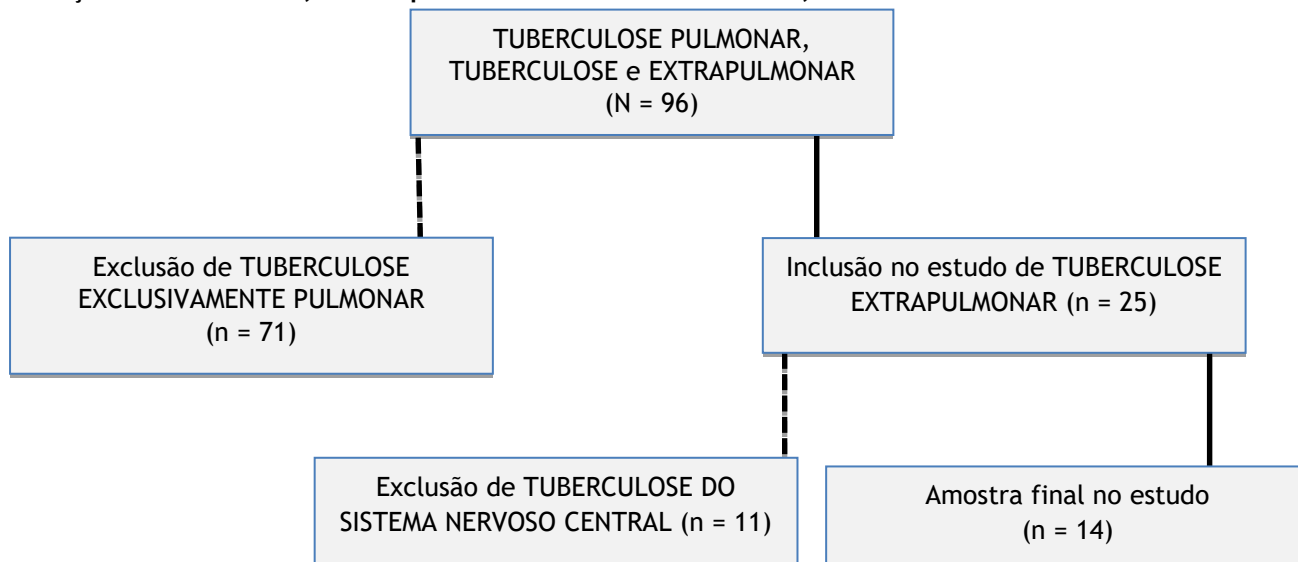 TUBERCULOSE PULMONAR,
TUBERCULOSE e EXTRAPULMONAR
(N = 96)
Exclusão de TUBERCULOSE
EXCLUSIVAMENTE PULMONAR
(n = 71)
Inclusão no estudo de TUBERCULOSE
EXTRAPULMONAR (n = 25)
Exclusão de TUBERCULOSE DO
SISTEMA NERVOSO CENTRAL (n = 11)
Amostra final no estudo
(n = 14)